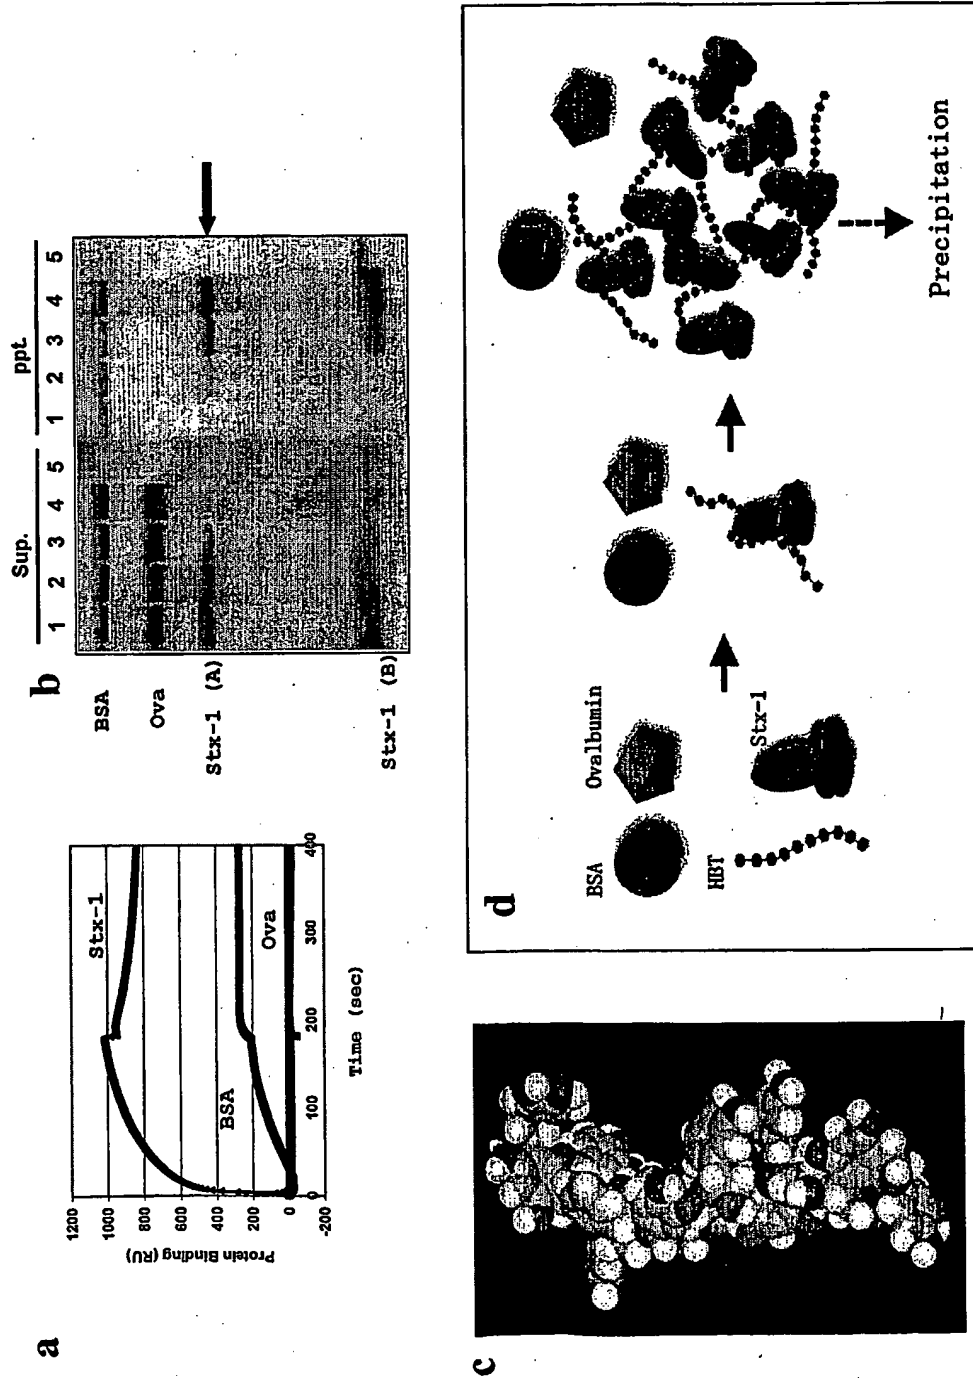 a
1200
1000
800
600
400
200
0
-200
Protein Binding (RU)
0
100
200
300
400
Time (sec)
Stx-1
BSA
Ova
b
Sup.
ppt.
1 2 3 4 5
1 2 3 4 5
BSA
Ova
Stx-1 (A)
Stx-1 (B)
c
d
BSA
Ovalbumin
HBT
Stx-1
Precipitation